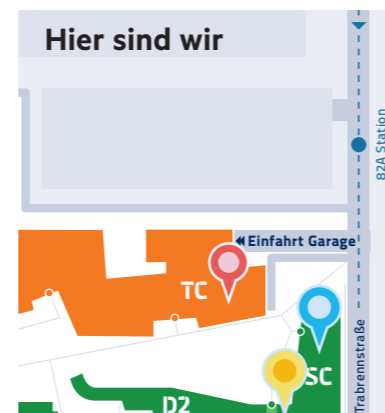 Hier sind wir
82A Station
Einfahrt Garage
TC
SC
Trabrennstraße
D2